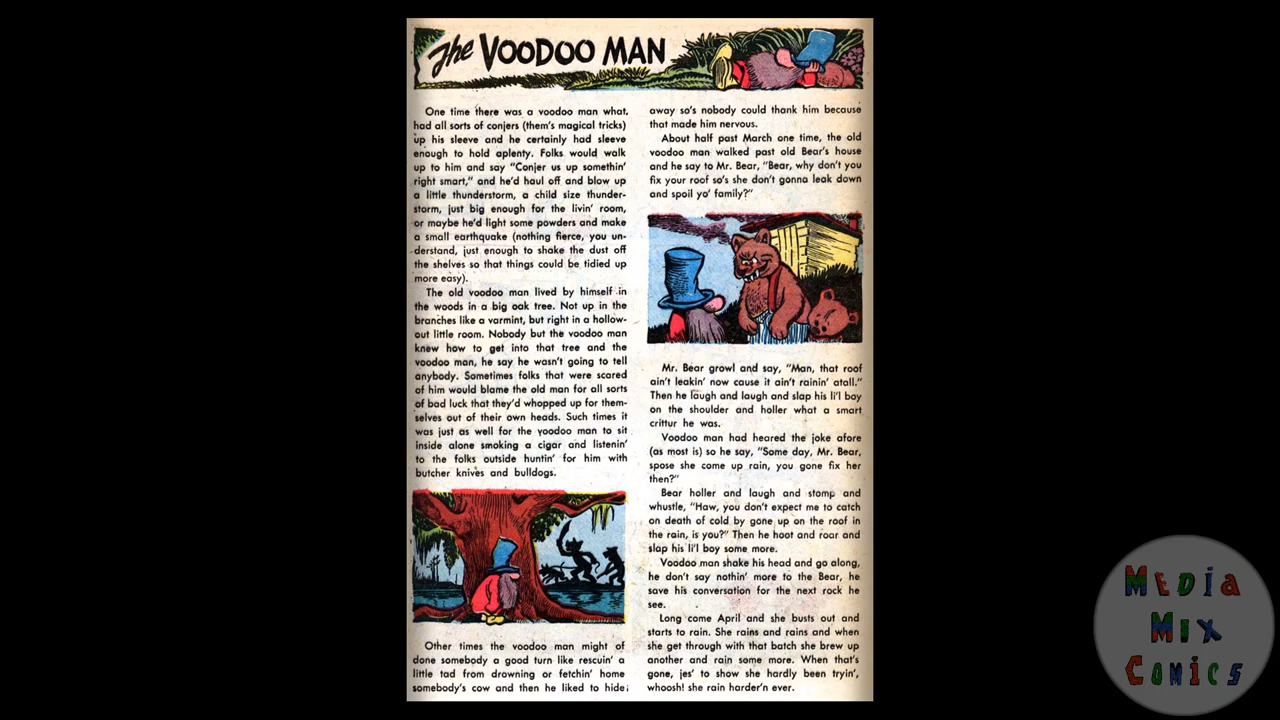 The VOODOO MAN
One time there was a voodoo man what,
had all sorts of conjers (them's magical tricks)
up his sleeve and he certainly had sleeve
enough to hold aplenty. Folks would walk
up to him and say "Conjer us up somethin'
right smart," and he'd haul off and blow up
a little thunderstorm, a child size thunder-
storm, just big enough for the livin' room,
or maybe he'd light some powders and make
a small earthquake (nothing fierce, you un-
derstand, just enough to shake the dust off
the shelves so that things could be tidied up
more easy).
The old voodoo man lived by himself in
the woods in a big oak tree. Not up in the
branches like a varmint, but right in a hollow-
out little room. Nobody but the voodoo man
knew how to get into that tree and the
voodoo man, he say he wasn't going to tell
anybody. Sometimes folks that were scared
of him would blame the old man for all sorts
of bad luck that they'd whopped up for them-
selves out of their own heads. Such times it
was just as well for the voodoo man to sit
inside alone smoking a cigar and listenin'
to the folks outside huntin' for him with
butcher knives and bulldogs.
Other times the voodoo man might of
done somebody a good turn like rescuin' a
little tad from drowning or fetchin' home
somebody's cow and then he liked to hide
away so's nobody could thank him because
that made him nervous.
About half past March one time, the old
voodoo man walked past old Bear's house
and he say to Mr. Bear, "Bear, why don't you
fix your roof so's she don't gonna leak down
and spoil yo' family?"
Mr. Bear growl and say, "Man, that roof
ain't leakin' now cause it ain't rainin' atall."
Then he laugh and laugh and slap his li'l boy
on the shoulder and holler what a smart
crittur he was.
Voodoo man had heared the joke afore
(as most is) so he say, "Some day, Mr. Bear,
spose she come up rain, you gone fix her
then?"
Bear holler and laugh and stomp and
whustle, "Haw, you don't expect me to catch
on death of cold by gone up on the roof in
the rain, is you?" Then he hoot and roar and
slap his li'l boy some more.
Voodoo man shake his head and go along,
he don't say nothin' more to the Bear, he
save his conversation for the next rock he
see.
Long come April and she busts out and
starts to rain. She rains and rains and when
she get through with that batch she brew up
another and rain some more. When that's
gone, jes' to show she hardly been tryin',
whoosh! she rain harder'n ever.
MEDIA
MIX
COMICS